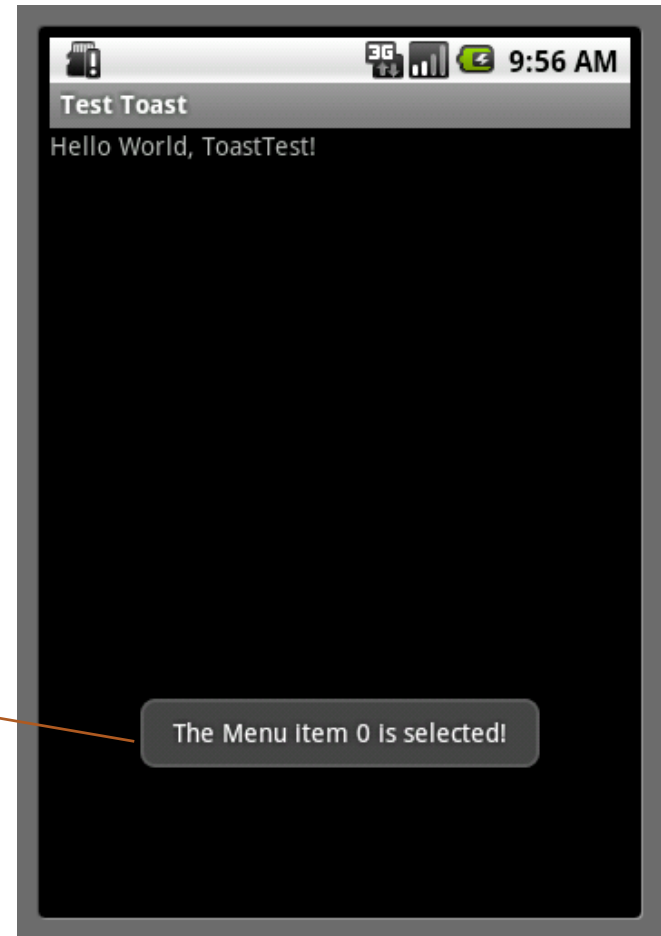 3G 9:56 AM
Test Toast
Hello World, ToastTest!
The Menu item 0 is selected!